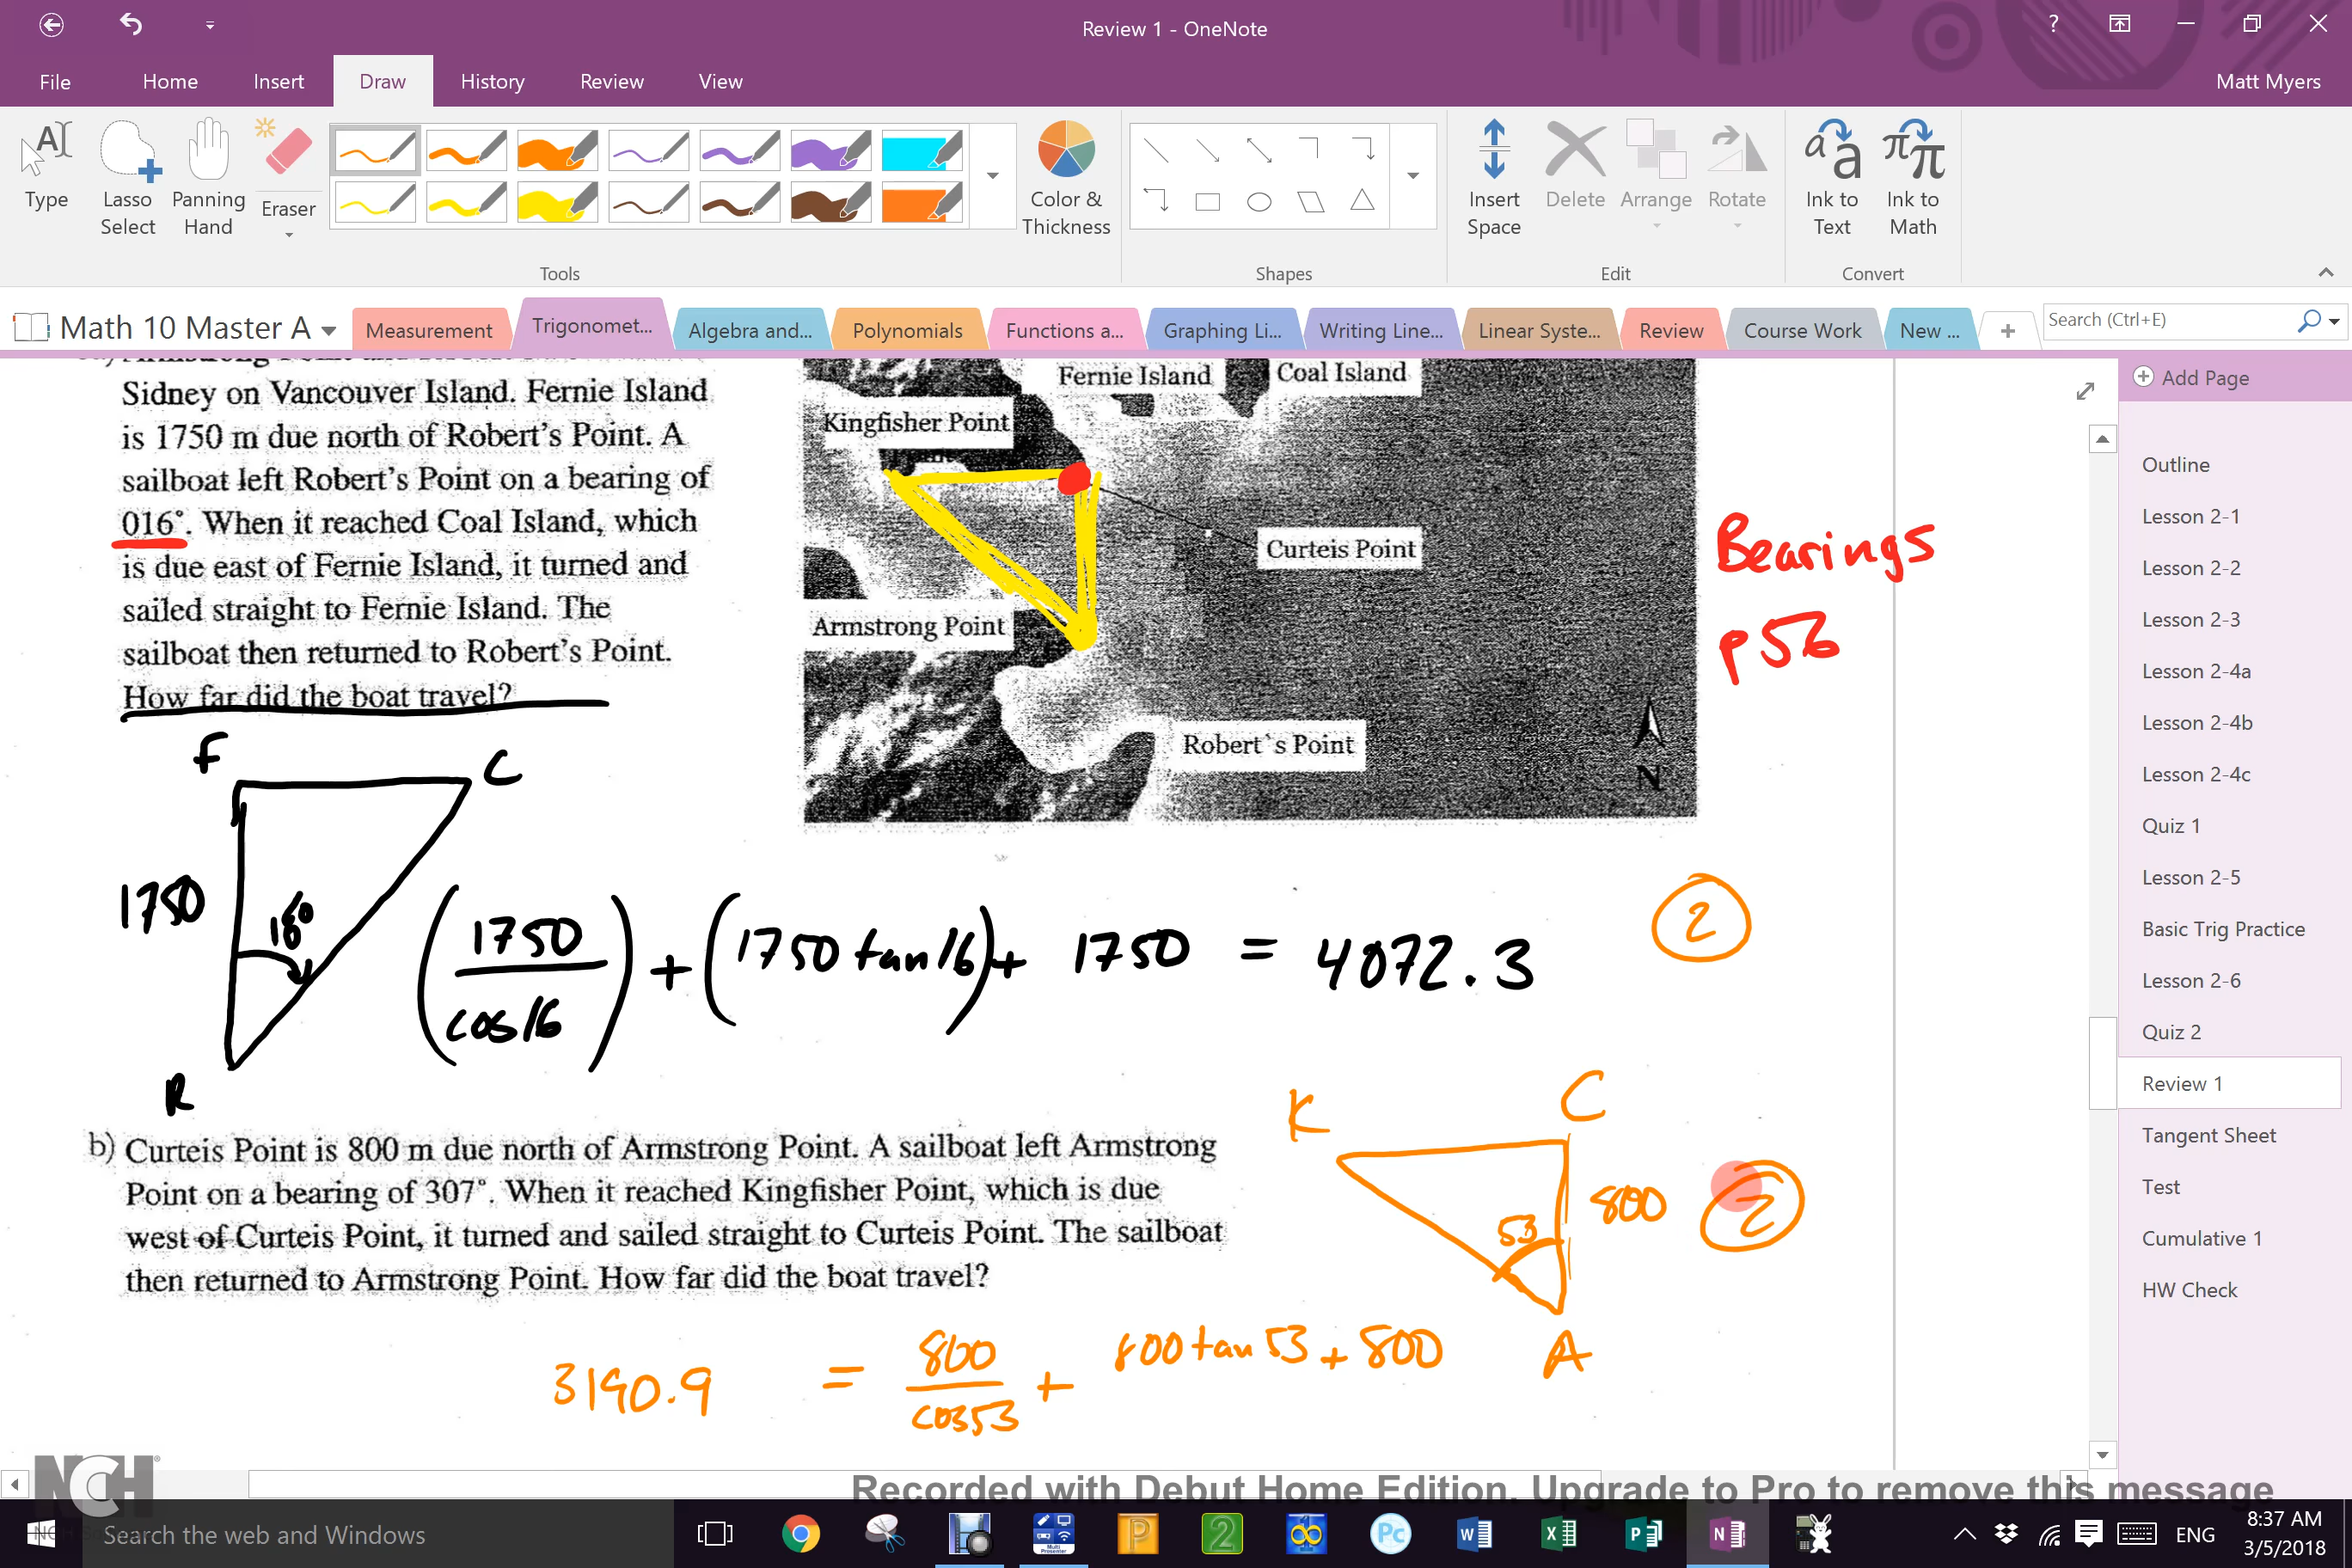 Review 1 - OneNote
?
File
Home
Insert
Draw
History
Review
View
Matt Myers
Type
Lasso Select
Panning Hand
Eraser
Color & Thickness
Insert Space
Delete
Arrange
Rotate
Ink to Text
Ink to Math
Tools
Shapes
Edit
Convert
Math 10 Master A
Measurement
Trigonomet...
Algebra and...
Polynomials
Functions a...
Graphing Li...
Writing Line...
Linear Syste...
Review
Course Work
New ...
Search (Ctrl+E)
Sidney on Vancouver Island. Fernie Island
is 1750 m due north of Robert's Point. A
sailboat left Robert's Point on a bearing of
016°. When it reached Coal Island, which
is due east of Fernie Island, it turned and
sailed straight to Fernie Island. The
sailboat then returned to Robert's Point.
How far did the boat travel?
Fernie Island
Coal Island
Kingfisher Point
Curteis Point
Armstrong Point
Robert`s Point
N
Bearings
p56
F
C
1750
16°
R
(1750/cos16) + (1750 tan 16) + 1750 = 4072.3
2
b) Curteis Point is 800 m due north of Armstrong Point. A sailboat left Armstrong
Point on a bearing of 307°. When it reached Kingfisher Point, which is due
west of Curteis Point, it turned and sailed straight to Curteis Point. The sailboat
then returned to Armstrong Point. How far did the boat travel?
K
C
53
800
2
A
3190.9 = 800/cos53 + 800 tan 53 + 800
Add Page
Outline
Lesson 2-1
Lesson 2-2
Lesson 2-3
Lesson 2-4a
Lesson 2-4b
Lesson 2-4c
Quiz 1
Lesson 2-5
Basic Trig Practice
Lesson 2-6
Quiz 2
Review 1
Tangent Sheet
Test
Cumulative 1
HW Check
NCH
Recorded with Debut Home Edition. Upgrade to Pro to remove this message
Search the web and Windows
ENG
8:37 AM
3/5/2018